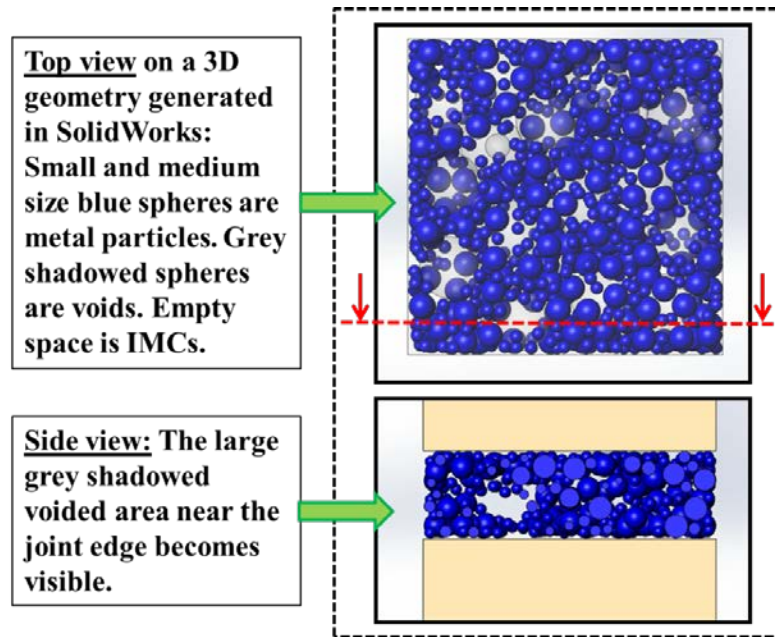 Top view on a 3D
geometry generated
in SolidWorks:
Small and medium
size blue spheres are
metal particles. Grey
shadowed spheres
are voids. Empty
space is IMCs.
Side view: The large
grey shadowed
voided area near the
joint edge becomes
visible.